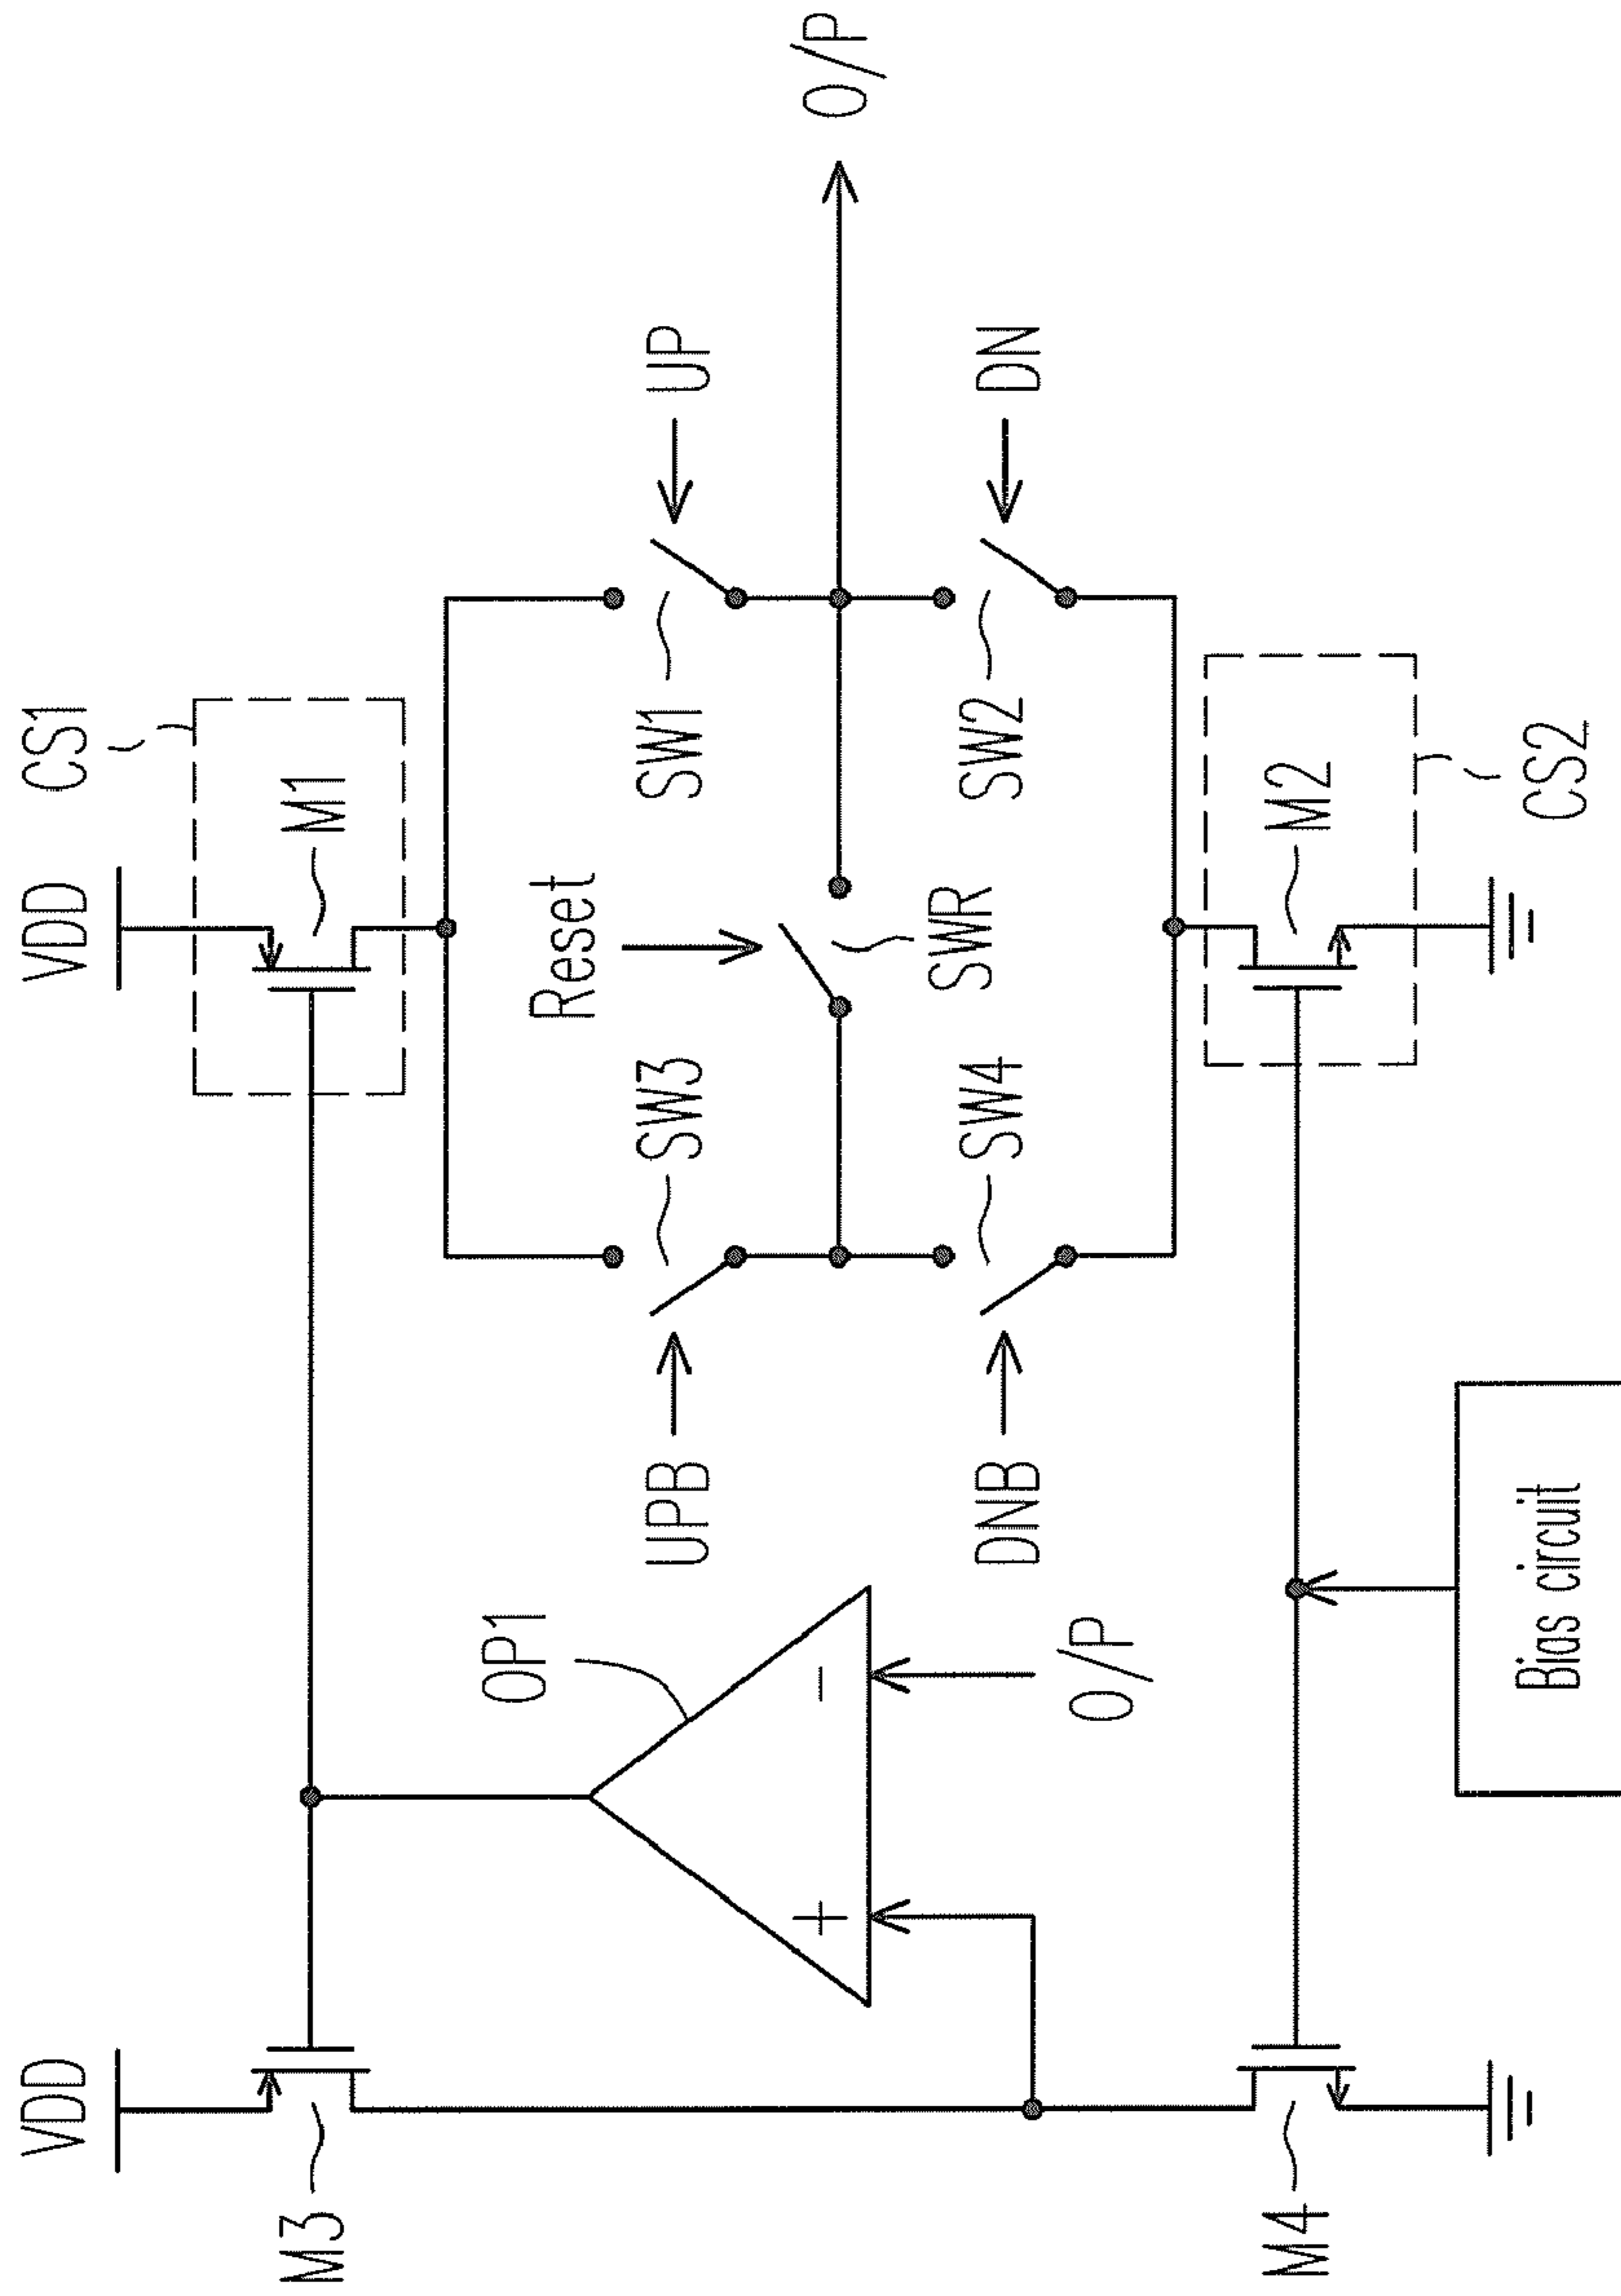 VDD
VDD
CS1
M3
M1
OP1
Reset
UPB
SW3
SW1
UP
+
-
O/P
SWR
DNB
SW4
SW2
DN
O/P
M4
M2
Bias circuit
CS2